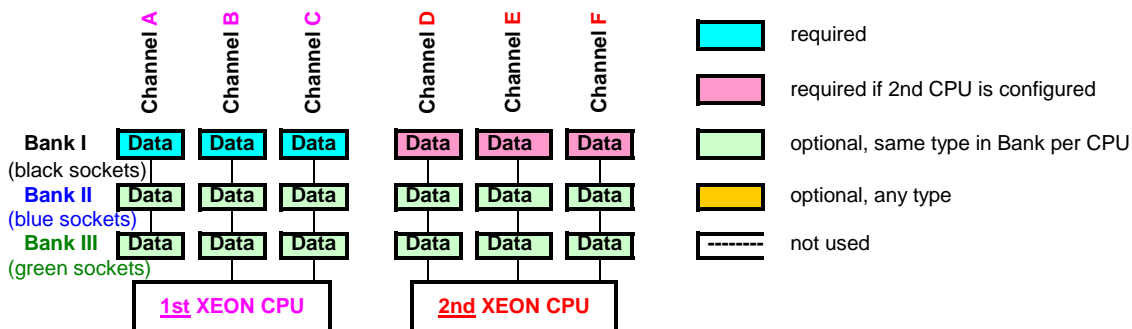 Channel A
Channel B
Channel C
Channel D
Channel E
Channel F
required
required if 2nd CPU is configured
Bank I
Data Data Data Data Data Data
optional, same type in Bank per CPU
(black sockets)
Bank II
Data Data Data Data Data Data
optional, any type
(blue sockets)
Bank III
Data Data Data Data Data Data
-------- not used
(green sockets)
1st XEON CPU
2nd XEON CPU